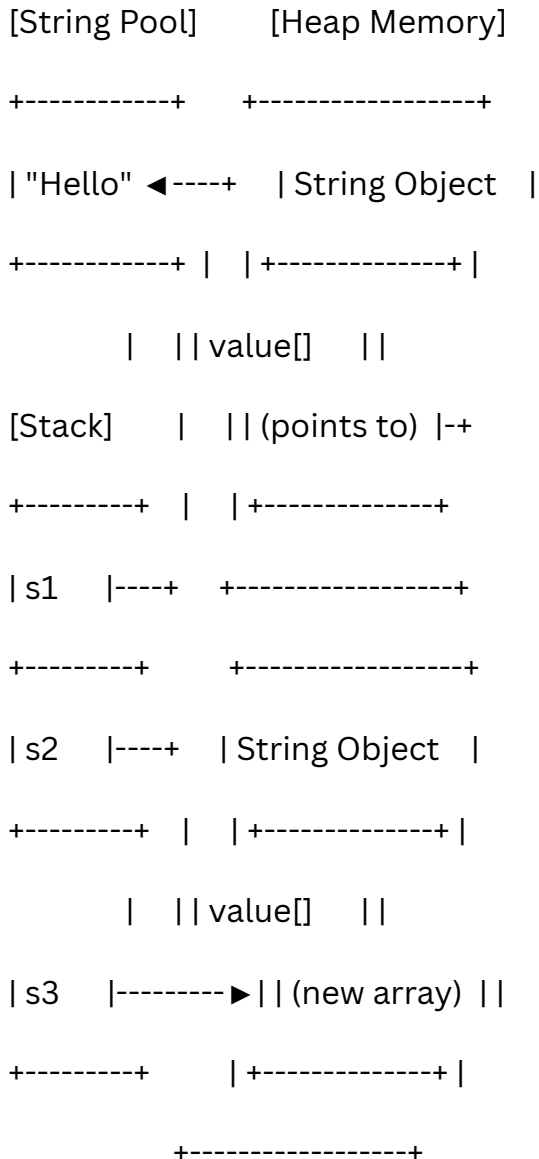 [String Pool]        [Heap Memory]
+------------+      +------------------+
| "Hello" ◄----+    | String Object   |
+------------+ |   | +--------------+ |
            |    | | value[]     | |
[Stack]       |    | | (points to)  |-+
+---------+   |    | +--------------+
| s1     |----+    +------------------+
+---------+         +------------------+
| s2     |----+    | String Object   |
+---------+   |    | +--------------+ |
            |    | | value[]     | |
| s3     |---------►| | (new array)  | |
+---------+         | +--------------+ |
                +------------------+